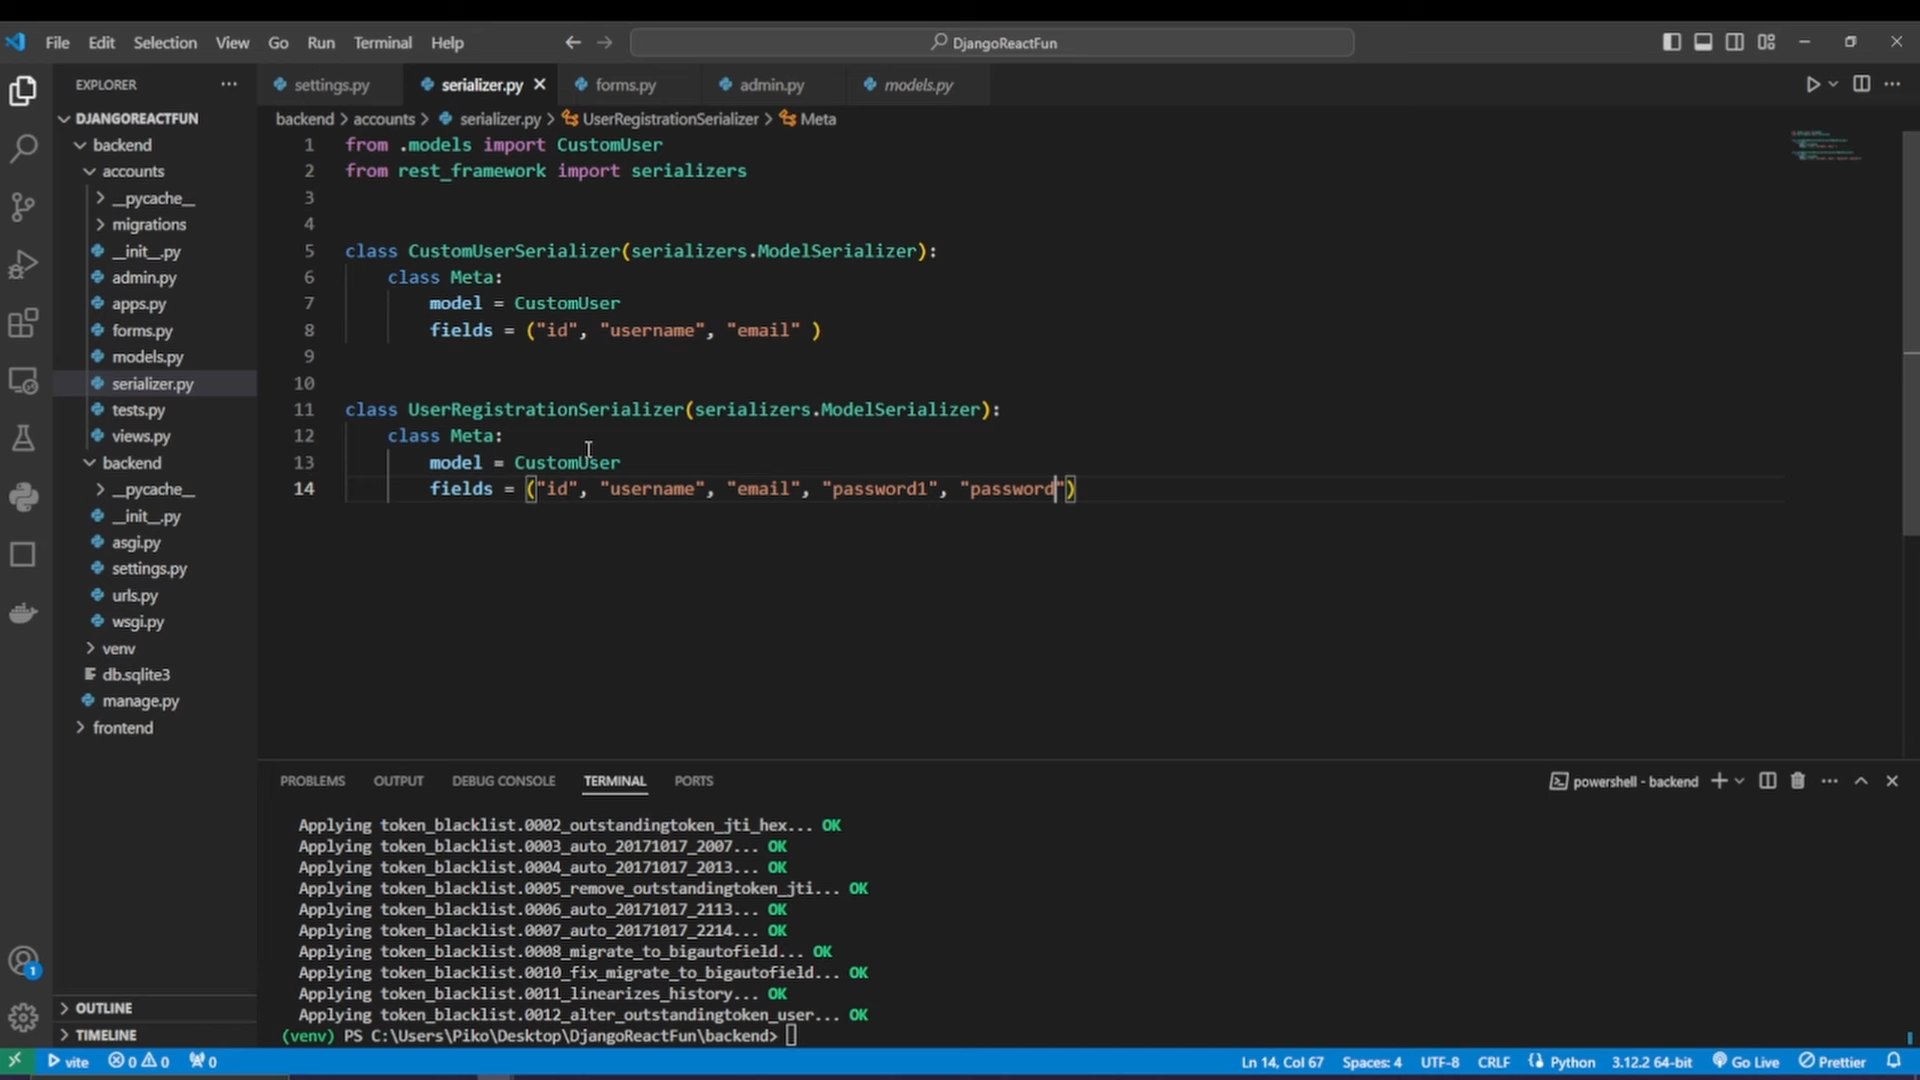 File Edit Selection View Go Run Terminal Help
DjangoReactFun
EXPLORER
settings.py serializer.py forms.py admin.py models.py
DJANGOREACTFUN
backend
accounts
__pycache__
migrations
__init__.py
admin.py
apps.py
forms.py
models.py
serializer.py
tests.py
views.py
backend
__pycache__
__init__.py
asgi.py
settings.py
urls.py
wsgi.py
venv
db.sqlite3
manage.py
frontend
OUTLINE
TIMELINE
backend > accounts > serializer.py > UserRegistrationSerializer > Meta
1 from .models import CustomUser
2 from rest_framework import serializers
3
4
5 class CustomUserSerializer(serializers.ModelSerializer):
6 class Meta:
7 model = CustomUser
8 fields = ("id", "username", "email" )
9
10
11 class UserRegistrationSerializer(serializers.ModelSerializer):
12 class Meta:
13 model = CustomUser
14 fields = ("id", "username", "email", "password1", "password")
PROBLEMS OUTPUT DEBUG CONSOLE TERMINAL PORTS
powershell - backend
Applying token_blacklist.0002_outstandingtoken_jti_hex... OK
Applying token_blacklist.0003_auto_20171017_2007... OK
Applying token_blacklist.0004_auto_20171017_2013... OK
Applying token_blacklist.0005_remove_outstandingtoken_jti... OK
Applying token_blacklist.0006_auto_20171017_2113... OK
Applying token_blacklist.0007_auto_20171017_2214... OK
Applying token_blacklist.0008_migrate_to_bigautofield... OK
Applying token_blacklist.0010_fix_migrate_to_bigautofield... OK
Applying token_blacklist.0011_linearizes_history... OK
Applying token_blacklist.0012_alter_outstandingtoken_user... OK
(venv) PS C:\Users\Piko\Desktop\DjangoReactFun\backend>
1
vite 0 0 0 Ln 14, Col 67 Spaces: 4 UTF-8 CRLF Python 3.12.2 64-bit Go Live Prettier